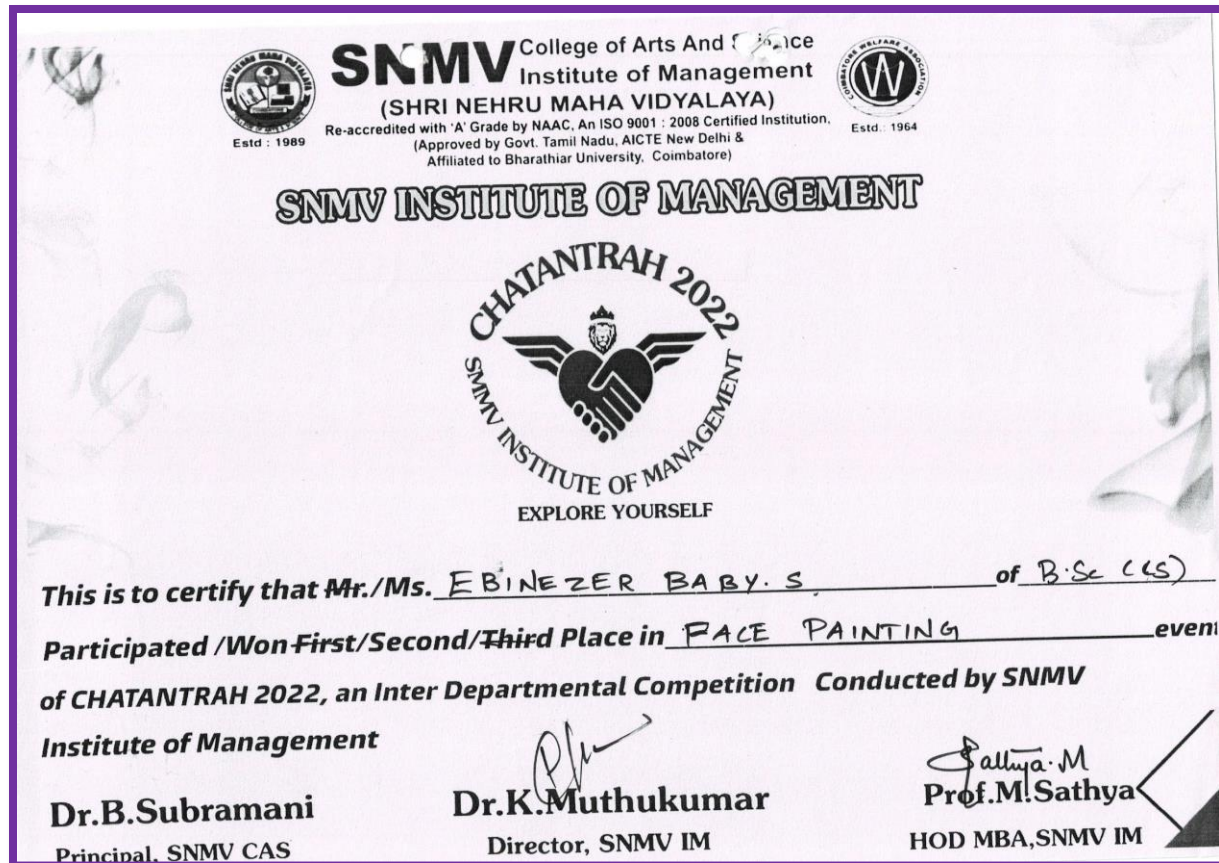 SNMV College of Arts And Science
Institute of Management
(SHRI NEHRU MAHA VIDYALAYA)
Re-accredited with 'A' Grade by NAAC, An ISO 9001 : 2008 Certified Institution,
(Approved by Govt. Tamil Nadu, AICTE New Delhi &
Affiliated to Bharathiar University, Coimbatore)
Estd : 1989
COIMBATORE WELFARE ASSOCIATION
W
Estd.: 1964
SNMV INSTITUTE OF MANAGEMENT
CHATANTRAH 2022
SMMV INSTITUTE OF MANAGEMENT
EXPLORE YOURSELF
This is to certify that Mr./Ms. EBINEZER BABY. S of B.Sc (CS)
Participated /Won First/Second/Third Place in FACE PAINTING event
of CHATANTRAH 2022, an Inter Departmental Competition Conducted by SNMV
Institute of Management
Sathya. M
Dr.B.Subramani Dr.K.Muthukumar Prof.M.Sathya
Principal, SNMV CAS Director, SNMV IM HOD MBA,SNMV IM